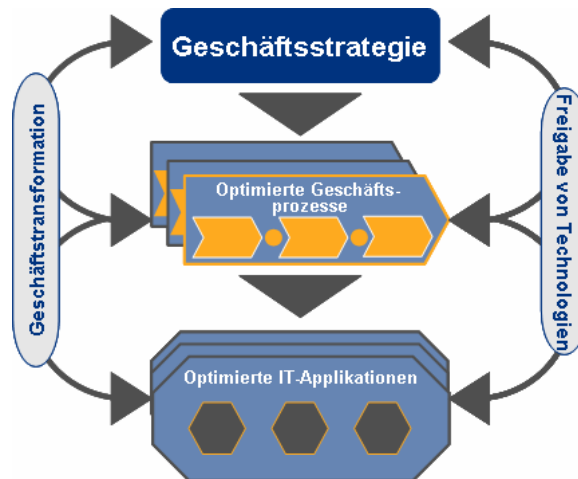 Geschäftsstrategie
Geschäftstransformation
Freigabe von Technologien
Optimierte Geschäfts-
prozesse
Optimierte IT-Applikationen